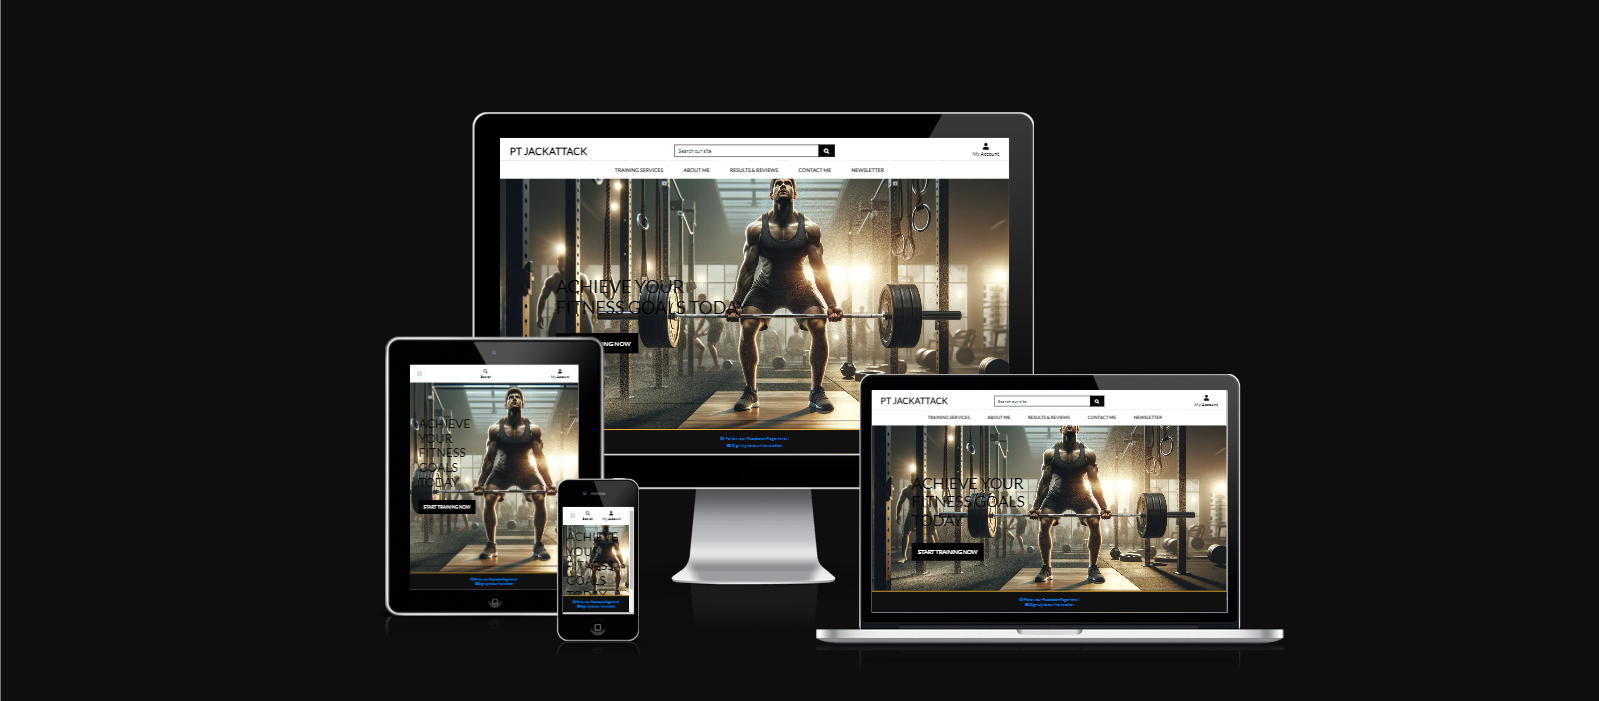 PT JACKATTACK
Search our site
My Account
TRAINING SERVICES ABOUT ME RESULTS & REVIEWS CONTACT ME NEWSLETTER
ACHIEVE YOUR
FITNESS GOALS TODAY
ING NOW
Follow our Facebook Page here!
Sign Up to our Newsletter
Search
My Account
ACHIEVE
YOUR
FITNESS
GOALS
TODAY
START TRAINING NOW
Follow our Facebook Page here!
Sign Up to our Newsletter
Search
My Account
ACHIEVE
YOUR
FITNESS
GOALS
TODAY
Follow our Facebook Page here!
Sign Up to our Newsletter
PT JACKATTACK
Search our site
My Account
TRAINING SERVICES ABOUT ME RESULTS & REVIEWS CONTACT ME NEWSLETTER
ACHIEVE YOUR
FITNESS GOALS
TODAY
START TRAINING NOW
Follow our Facebook Page here!
Sign Up to our Newsletter